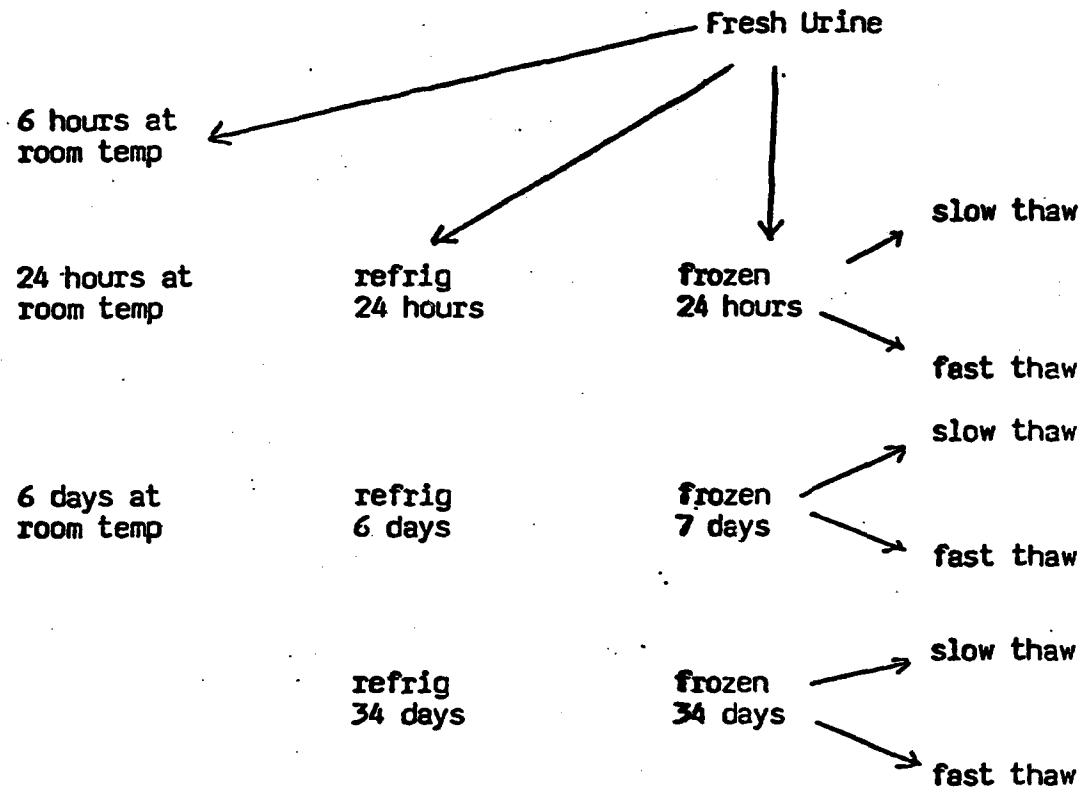 Fresh Urine
6 hours at
room temp
slow thaw
24 hours at
room temp
refrig
24 hours
frozen
24 hours
fast thaw
slow thaw
6 days at
room temp
refrig
6 days
frozen
7 days
fast thaw
slow thaw
refrig
34 days
frozen
34 days
fast thaw